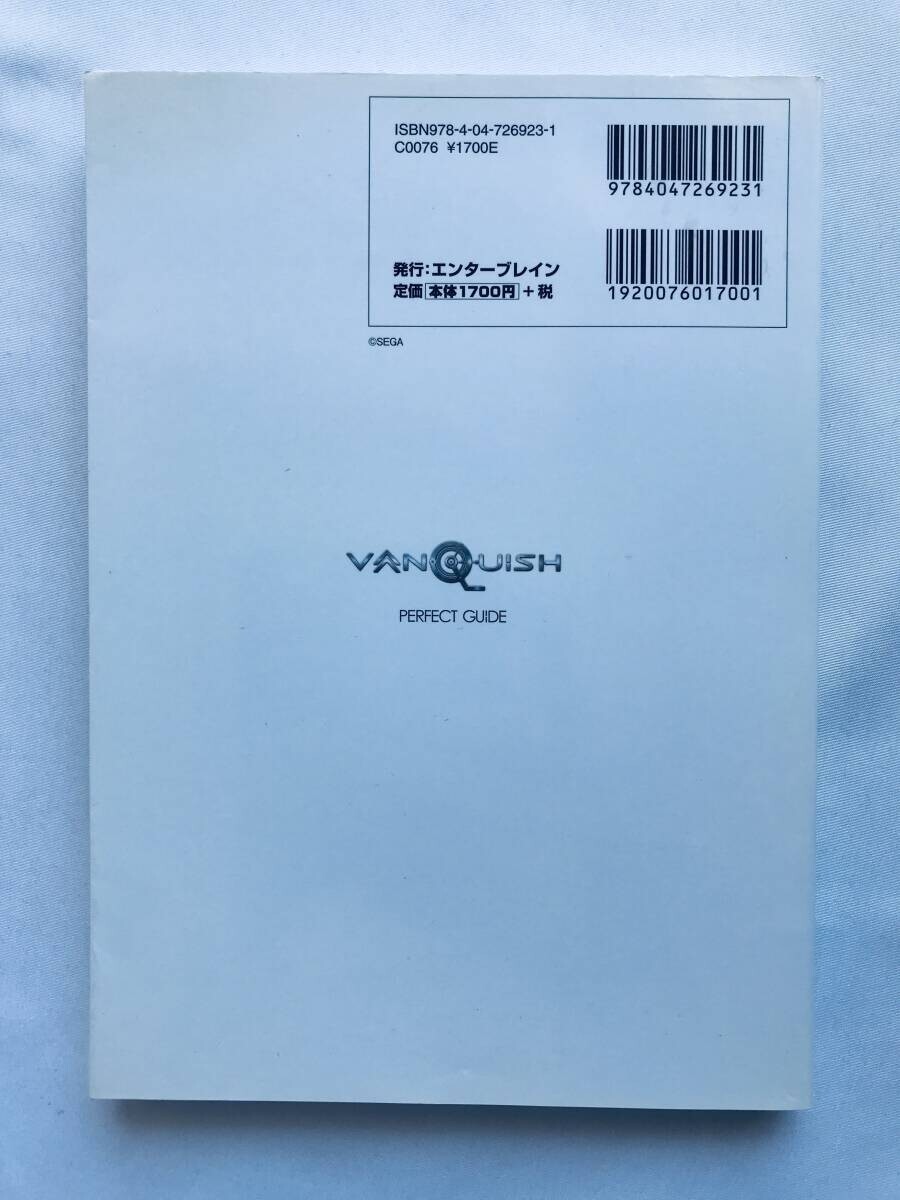 ISBN978-4-04-726923-1
C0076 ¥1700E
9784047269231
発行：エンターブレイン
定価 本体1700円 +税
1920076017001
©SEGA
VANQUISH
PERFECT GUIDE